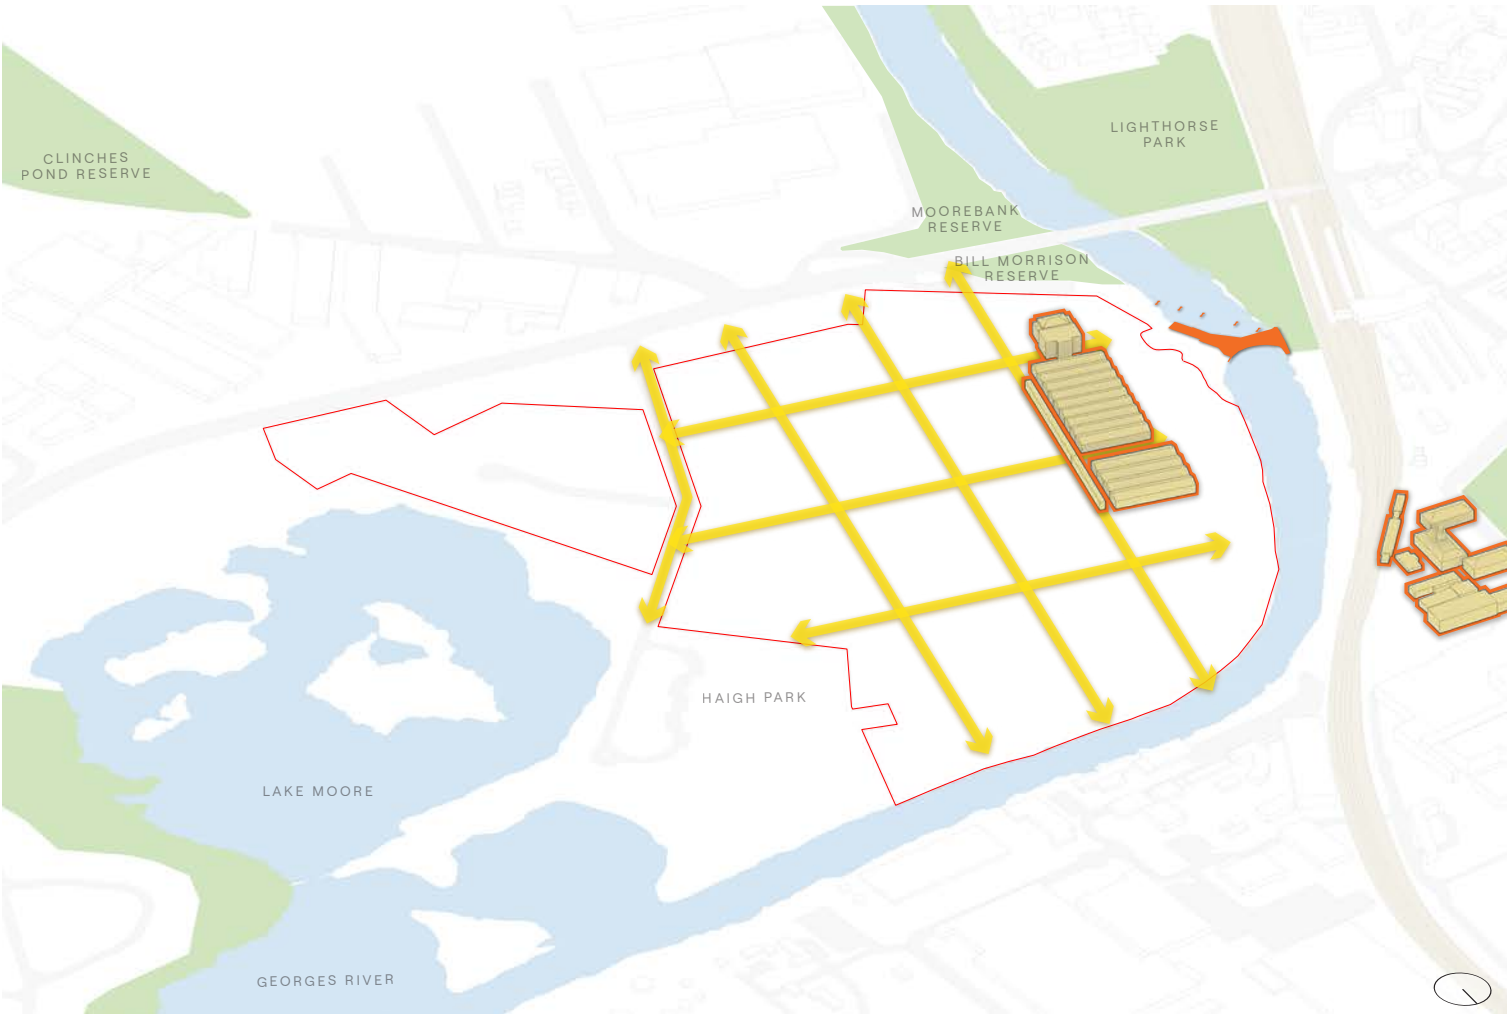 LIGHTHORSE
PARK
CLINCHES
POND RESERVE
MOOREBANK
RESERVE
BILL MORRISON
RESERVE
HAIGH PARK
LAKE MOORE
GEORGES RIVER